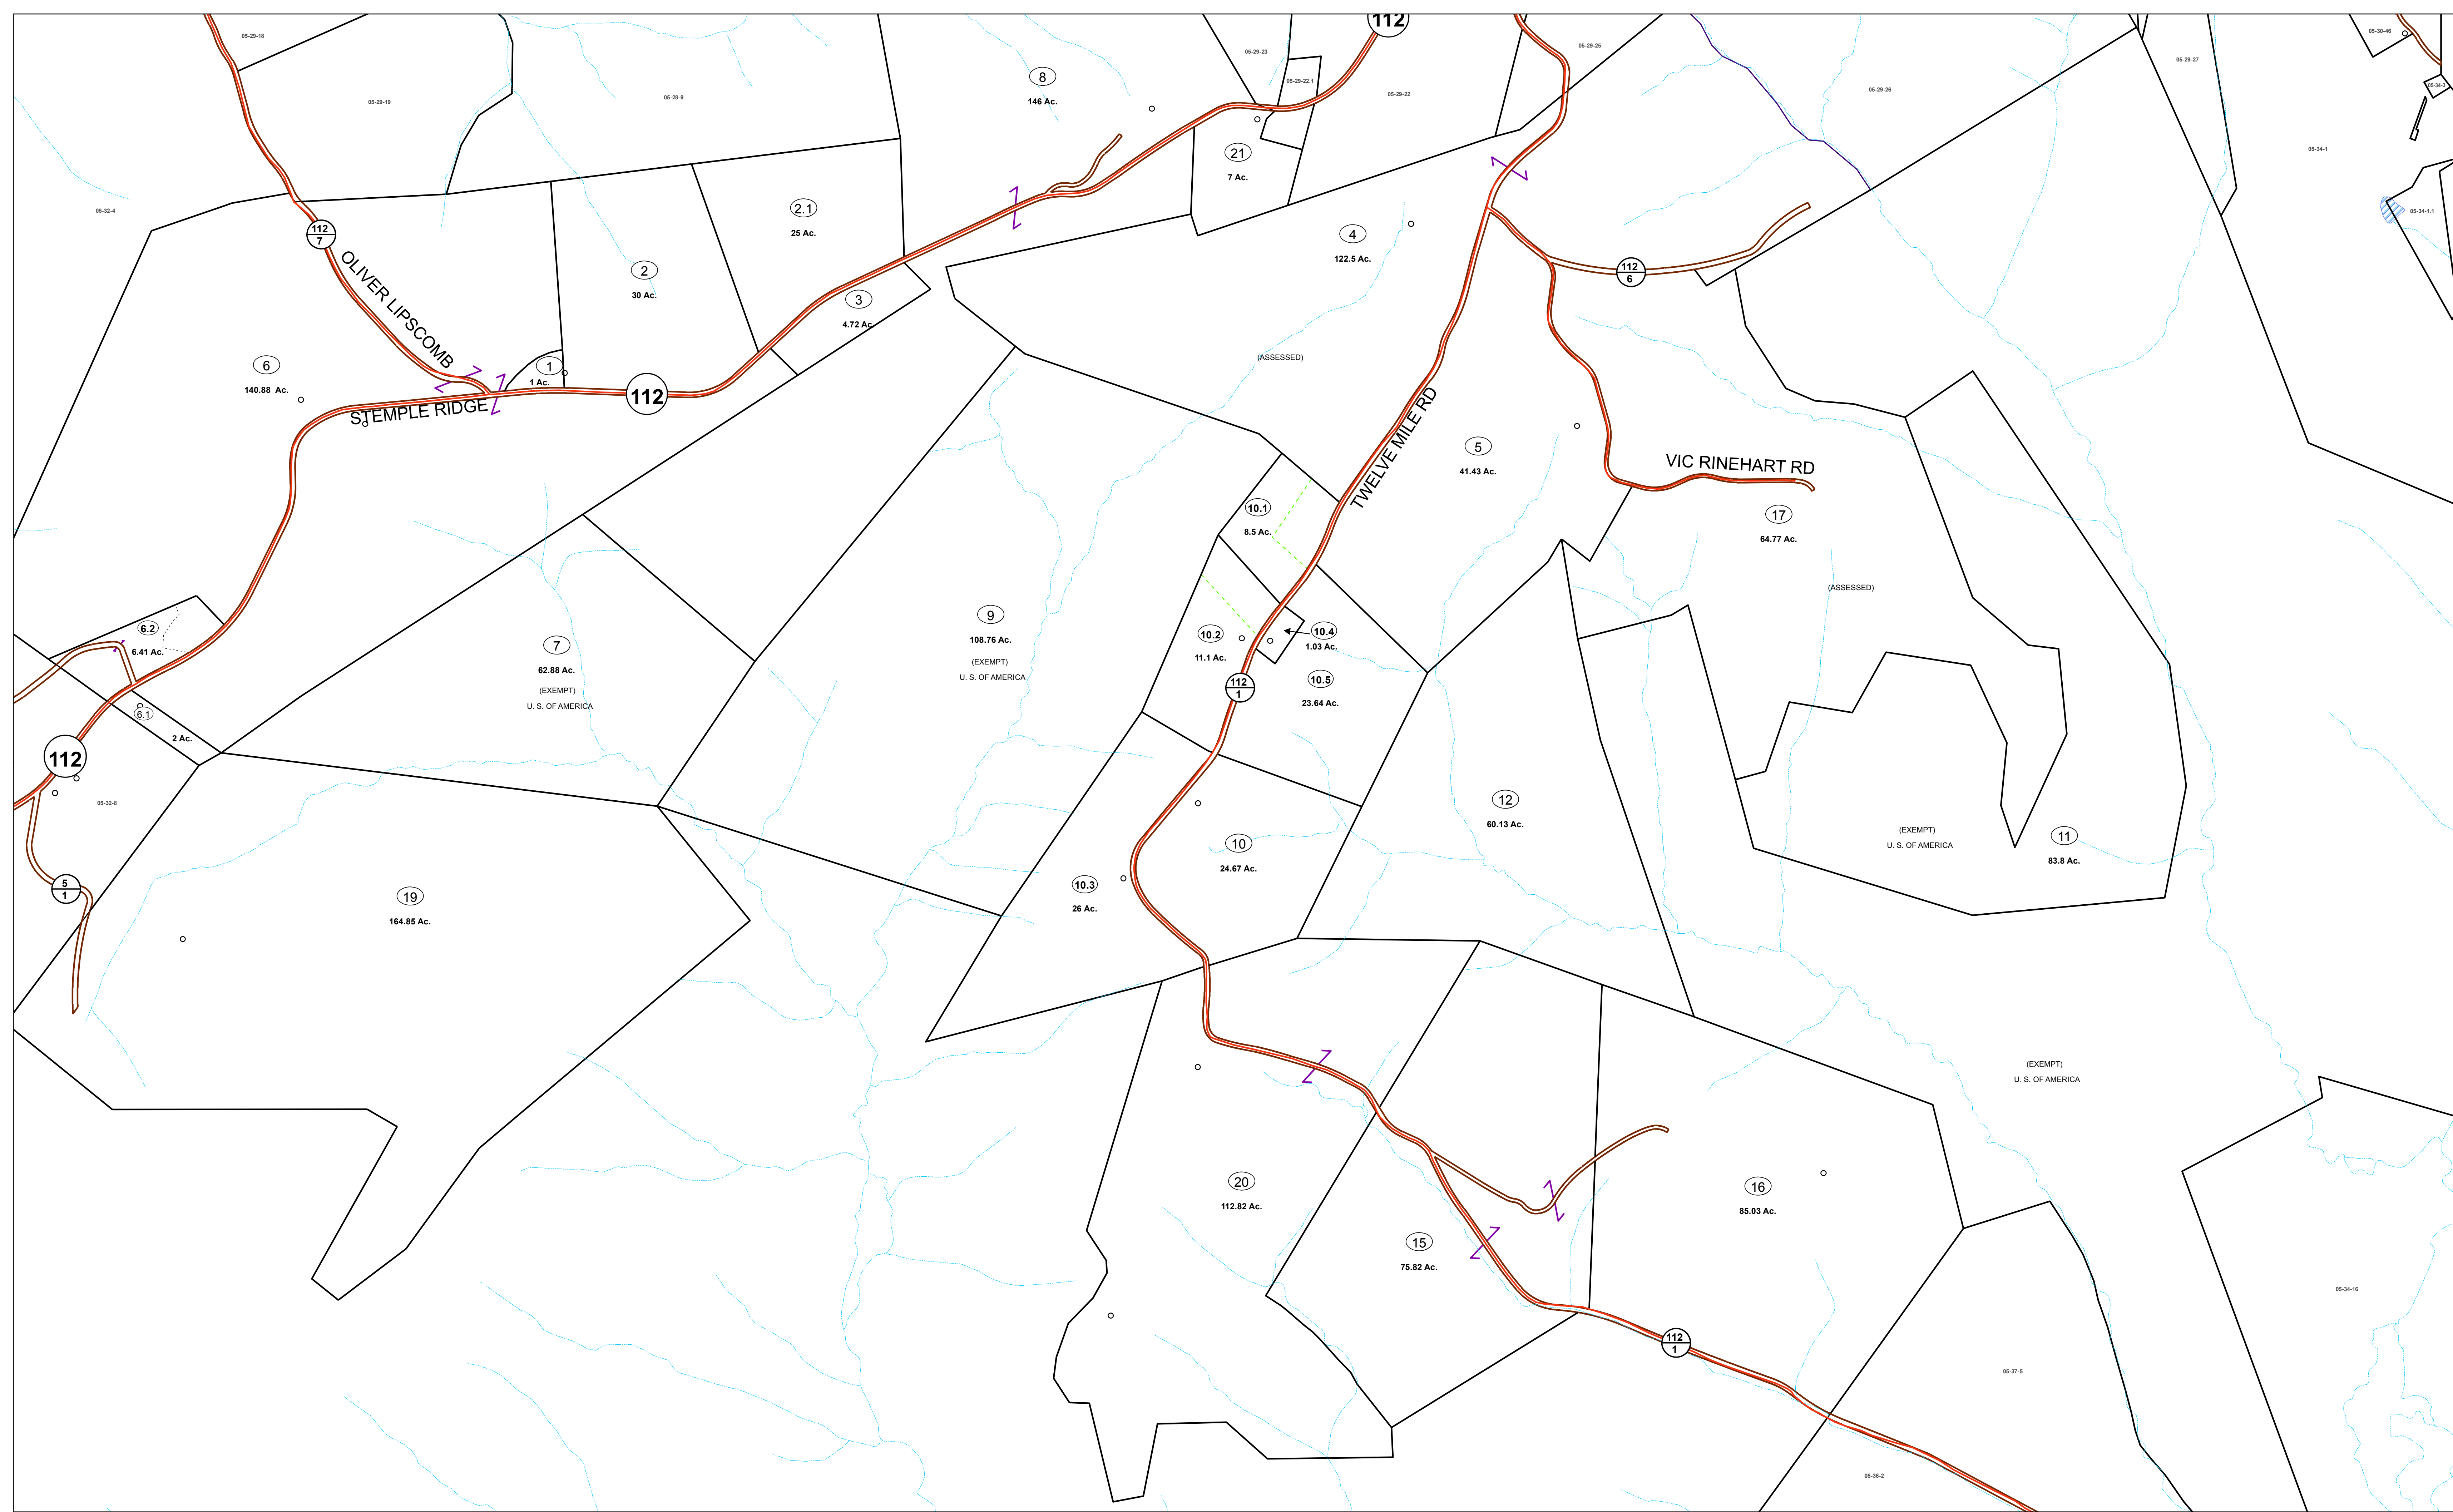 112
05-29-18
05-29-19
05-28-9
8
146 Ac.
05-29-23
05-29-22.1
05-29-22
05-29-25
05-29-26
05-29-27
05-30-46
05-34-3
05-34-1
05-34-1.1
21
7 Ac.
05-32-4
2.1
25 Ac.
112
7
OLIVER LIPSCOMB
4
122.5 Ac.
2
30 Ac.
112
6
3
4.72 Ac.
(ASSESSED)
6
140.88 Ac.
1
1 Ac.
112
STEMPLE RIDGE
TWELVE MILE RD
5
41.43 Ac.
VIC RINEHART RD
10.1
8.5 Ac.
17
64.77 Ac.
(ASSESSED)
9
108.76 Ac.
(EXEMPT)
U. S. OF AMERICA
6.2
6.41 Ac.
7
62.88 Ac.
(EXEMPT)
U. S. OF AMERICA
10.2
11.1 Ac.
10.4
1.03 Ac.
10.5
23.64 Ac.
112
1
6.1
2 Ac.
112
05-32-8
12
60.13 Ac.
(EXEMPT)
U. S. OF AMERICA
11
83.8 Ac.
10
24.67 Ac.
5
1
19
164.85 Ac.
10.3
26 Ac.
(EXEMPT)
U. S. OF AMERICA
20
112.82 Ac.
16
85.03 Ac.
15
75.82 Ac.
05-34-16
112
1
05-37-5
05-36-2